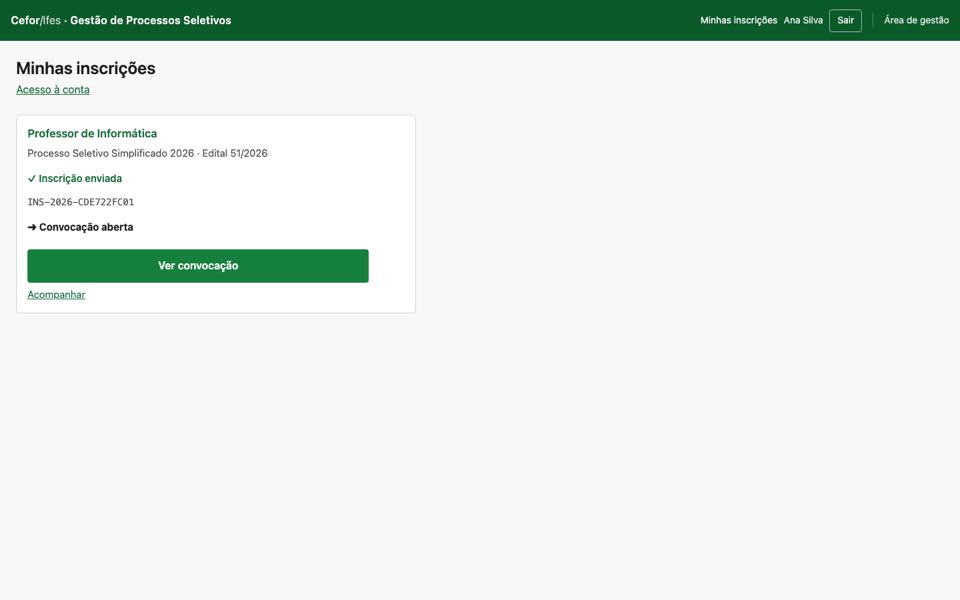 Cefor/Ifes · Gestão de Processos Seletivos
Minhas inscrições Ana Silva Sair Área de gestão
Minhas inscrições
Acesso à conta
Professor de Informática
Processo Seletivo Simplificado 2026 · Edital 51/2026
✓ Inscrição enviada
INS-2026-CDE722FC01
➜ Convocação aberta
Ver convocação
Acompanhar